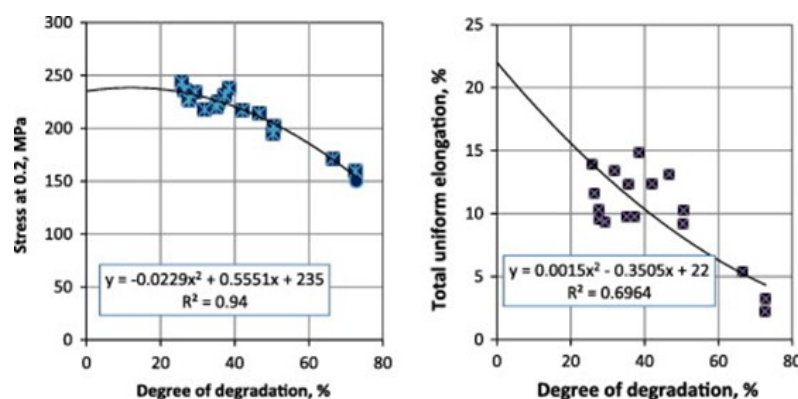 Stress at 0.2, MPa
300
250
200
150
100
50
0
y = -0.0229x² + 0.5551x + 235
R² = 0.94
0 20 40 60 80
Degree of degradation, %
Total uniform elongation, %
25
20
15
10
5
0
y = 0.0015x² - 0.3505x + 22
R² = 0.6964
0 20 40 60 80
Degree of degradation, %